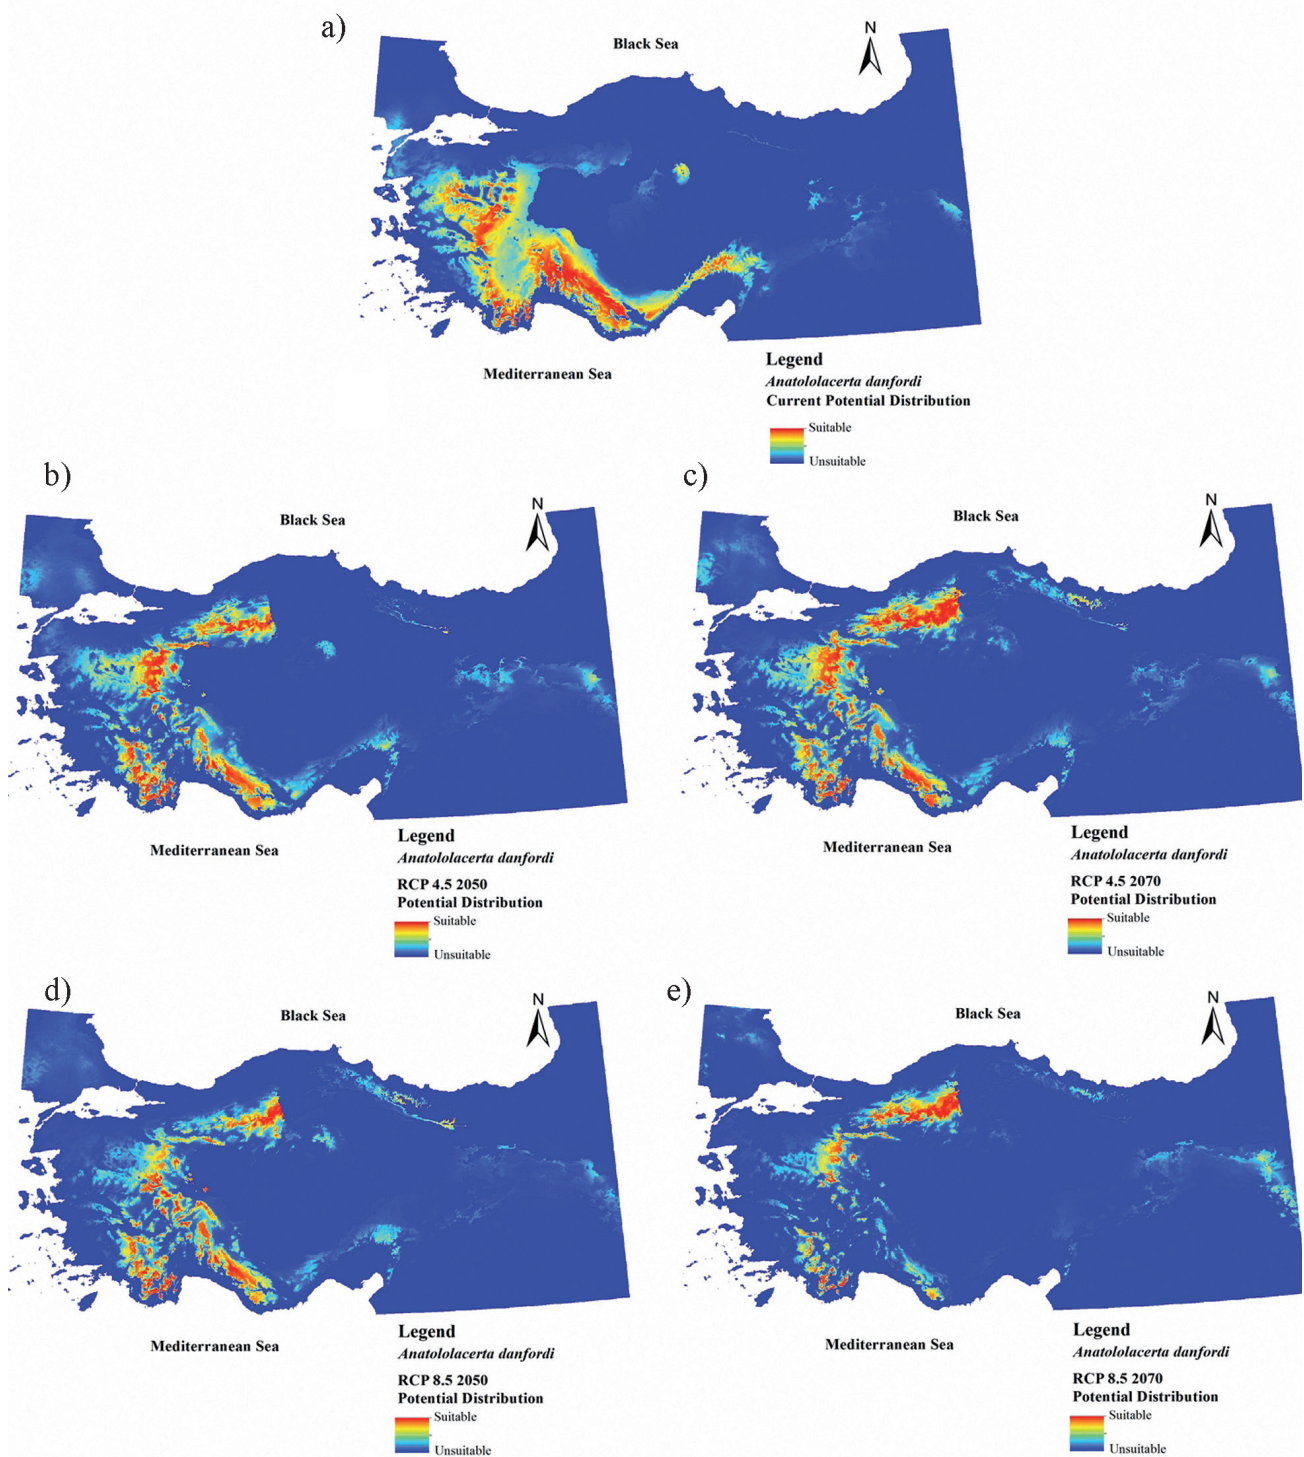 a)
Black Sea
N
Mediterranean Sea
Legend
Anatololacerta danfordi
Current Potential Distribution
Suitable
Unsuitable
b)
Black Sea
N
Mediterranean Sea
Legend
Anatololacerta danfordi
RCP 4.5 2050
Potential Distribution
Suitable
Unsuitable
c)
Black Sea
N
Mediterranean Sea
Legend
Anatololacerta danfordi
RCP 4.5 2070
Potential Distribution
Suitable
Unsuitable
d)
Black Sea
N
Mediterranean Sea
Legend
Anatololacerta danfordi
RCP 8.5 2050
Potential Distribution
Suitable
Unsuitable
e)
Black Sea
N
Mediterranean Sea
Legend
Anatololacerta danfordi
RCP 8.5 2070
Potential Distribution
Suitable
Unsuitable